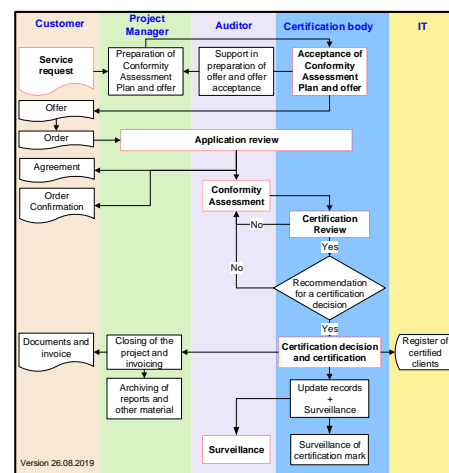 Customer
Project
Manager
Auditor
Certification body
IT
Service
request
Preparation of
Conformity
Assessment
Plan and offer
Support in
preparation of
offer and offer
acceptance
Acceptance of
Conformity
Assessment
Plan and offer
Offer
Order
Application review
Agreement
Order
Confirmation
Conformity
Assessment
No
Certification
Review
Yes
No
Recommendation
for a certification
decision
Yes
Documents and
invoice
Closing of the
project and
invoicing
Certification decision
and certification
Register of
certified
clients
Archiving of
reports and
other material
Update records
+
Surveillance
Surveillance
Surveillance of
certification mark
Version 26.08.2019